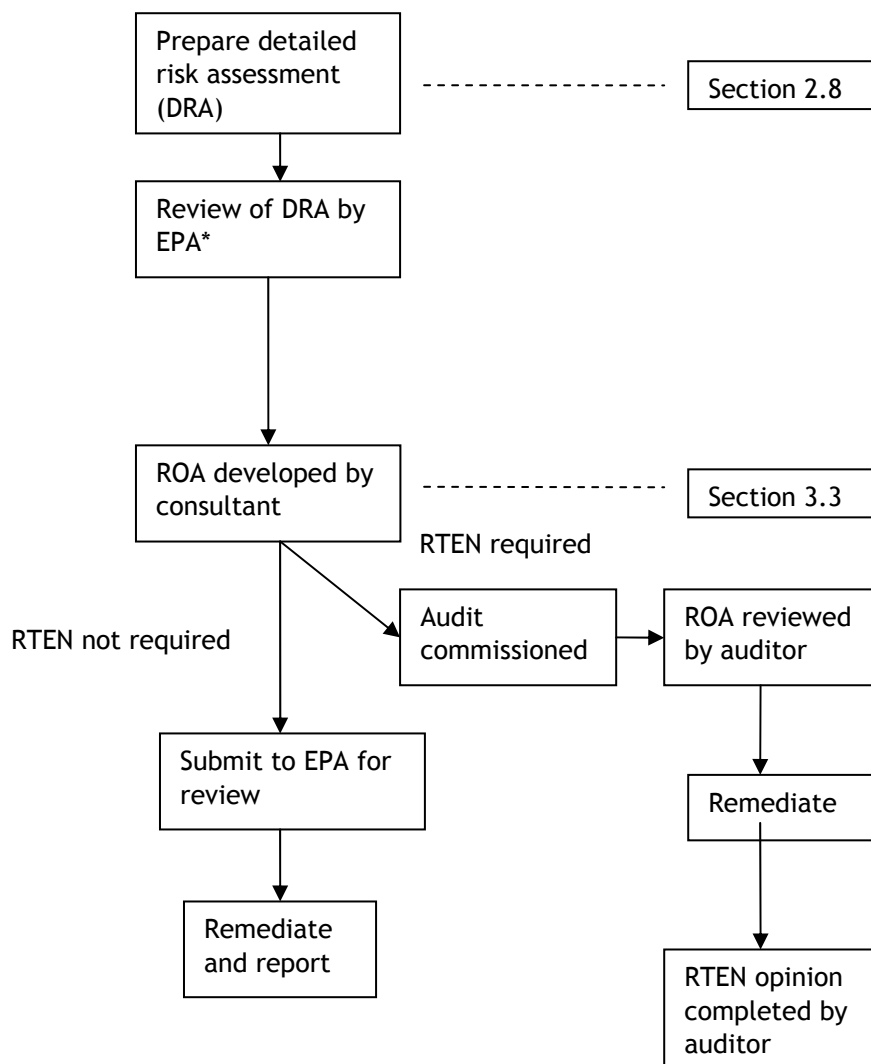 Prepare detailed
risk assessment
(DRA)
Section 2.8
Review of DRA by
EPA*
ROA developed by
consultant
Section 3.3
RTEN required
RTEN not required
Audit
commissioned
ROA reviewed
by auditor
Submit to EPA for
review
Remediate
Remediate
and report
RTEN opinion
completed by
auditor